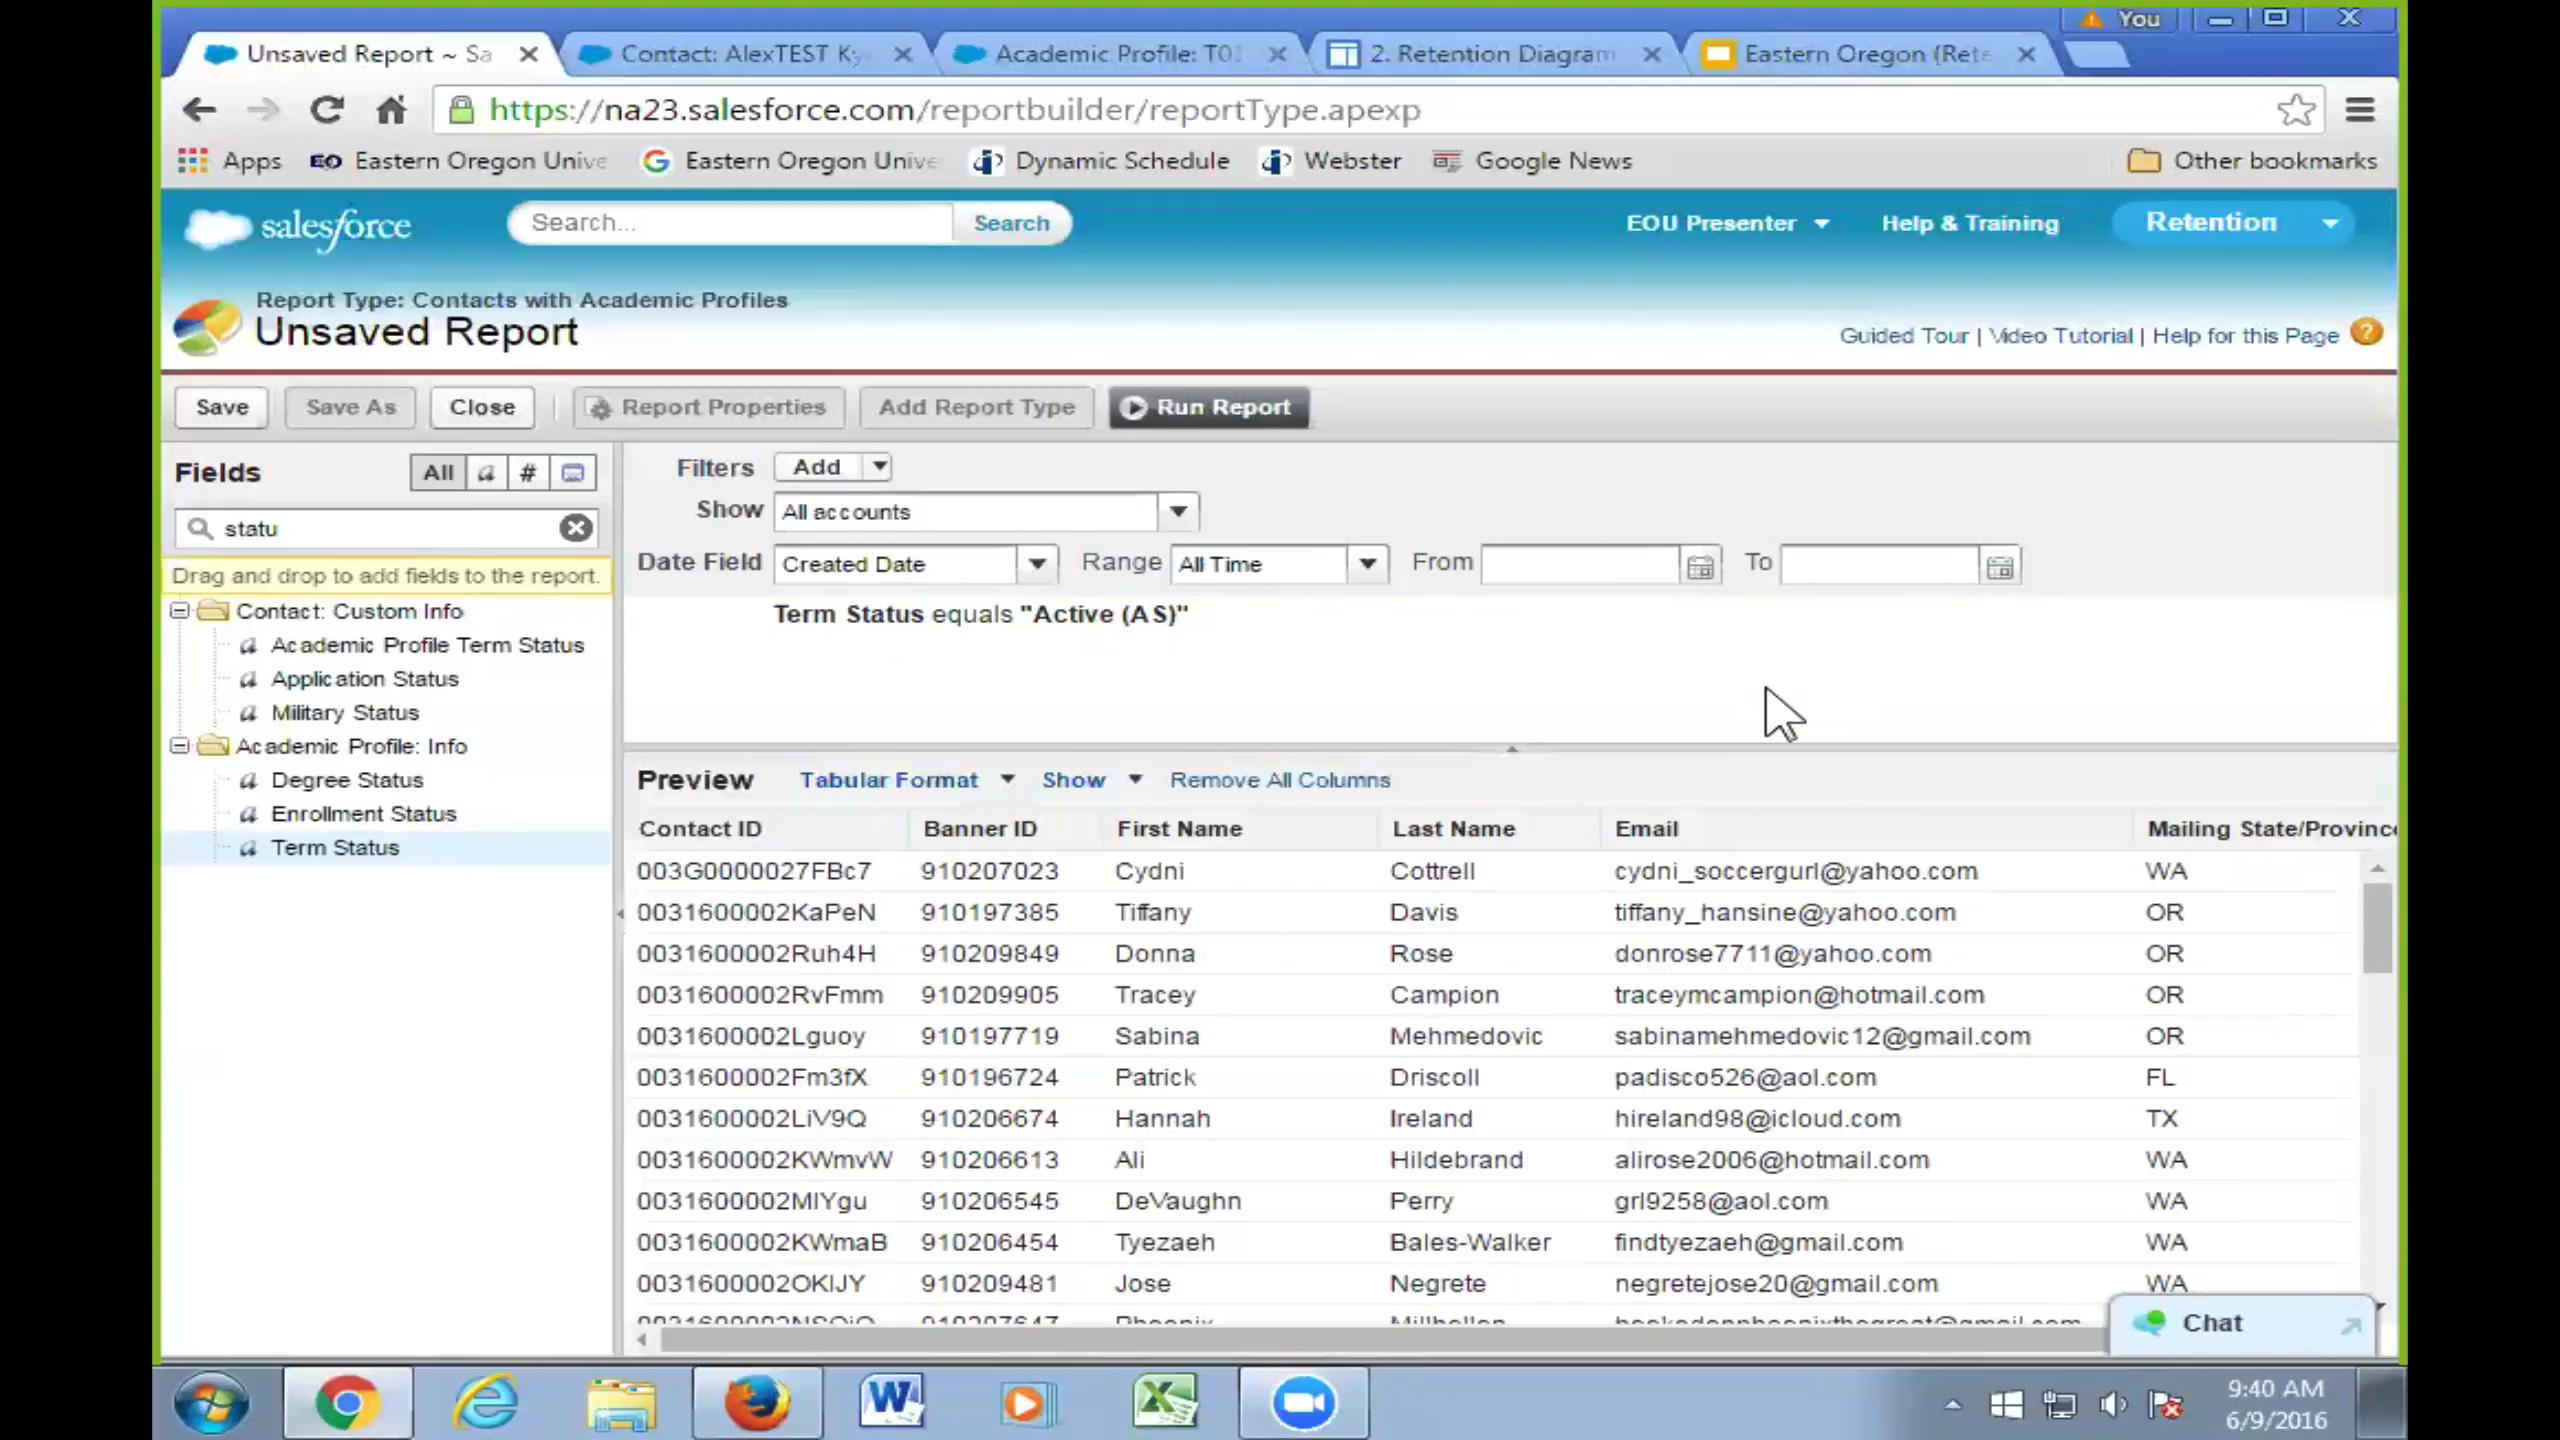 You
Unsaved Report ~ Sa
Contact: AlexTEST Ky
Academic Profile: T01
2. Retention Diagram
Eastern Oregon (Rete
https://na23.salesforce.com/reportbuilder/reportType.apexp
Apps
Eastern Oregon Unive
Eastern Oregon Unive
Dynamic Schedule
Webster
Google News
Other bookmarks
salesforce
Search...
Search
EOU Presenter
Help & Training
Retention
Report Type: Contacts with Academic Profiles
Unsaved Report
Guided Tour | Video Tutorial | Help for this Page
Save
Save As
Close
Report Properties
Add Report Type
Run Report
Fields
All
a
#
statu
Drag and drop to add fields to the report.
Contact: Custom Info
a Academic Profile Term Status
a Application Status
a Military Status
Academic Profile: Info
a Degree Status
a Enrollment Status
a Term Status
Filters Add
Show All accounts
Date Field Created Date Range All Time From To
Term Status equals "Active (AS)"
Preview Tabular Format Show Remove All Columns
Contact ID Banner ID First Name Last Name Email Mailing State/Province
003G0000027FBc7 910207023 Cydni Cottrell cydni_soccergurl@yahoo.com WA
0031600002KaPeN 910197385 Tiffany Davis tiffany_hansine@yahoo.com OR
0031600002Ruh4H 910209849 Donna Rose donrose7711@yahoo.com OR
0031600002RvFmm 910209905 Tracey Campion traceymcampion@hotmail.com OR
0031600002Lguoy 910197719 Sabina Mehmedovic sabinamehmedovic12@gmail.com OR
0031600002Fm3fX 910196724 Patrick Driscoll padisco526@aol.com FL
0031600002LiV9Q 910206674 Hannah Ireland hireland98@icloud.com TX
0031600002KWmvW 910206613 Ali Hildebrand alirose2006@hotmail.com WA
0031600002MIYgu 910206545 DeVaughn Perry grl9258@aol.com WA
0031600002KWmaB 910206454 Tyezaeh Bales-Walker findtyezaeh@gmail.com WA
0031600002OKIJY 910209481 Jose Negrete negretejose20@gmail.com WA
Chat
9:40 AM
6/9/2016